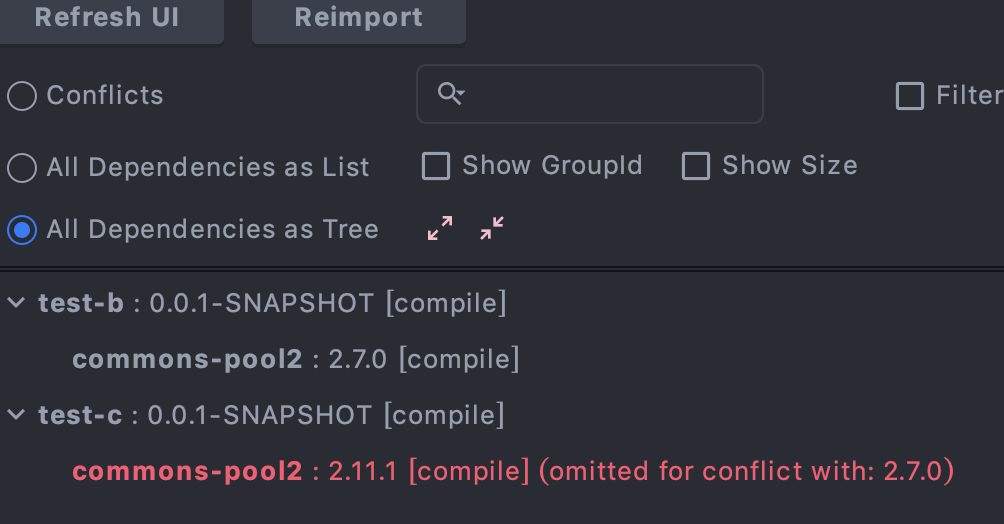 Refresh UI Reimport
Conflicts Filter
All Dependencies as List Show GroupId Show Size
All Dependencies as Tree
test-b : 0.0.1-SNAPSHOT [compile]
commons-pool2 : 2.7.0 [compile]
test-c : 0.0.1-SNAPSHOT [compile]
commons-pool2 : 2.11.1 [compile] (omitted for conflict with: 2.7.0)